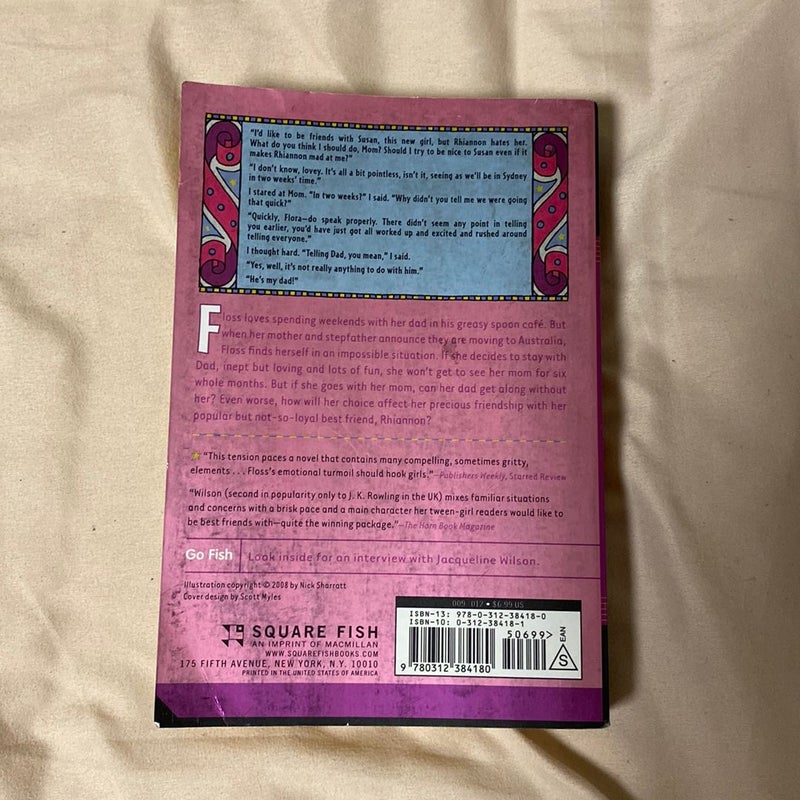 "I'd like to be friends with Susan, this new girl, but Rhiannon hates her.
What do you think I should do, Mom? Should I try to be nice to Susan even if it
makes Rhiannon mad at me?"
"I don't know, lovey. It's all a bit pointless, isn't it, seeing as we'll be in Sydney
in two weeks' time."
I stared at Mom. "In two weeks?" I said. "Why didn't you tell me we were going
that quick?"
"Quickly, Flora—do speak properly. There didn't seem any point in telling
you earlier, you'd have just got all worked up and excited and rushed around
telling everyone."
I thought hard. "Telling Dad, you mean," I said.
"Yes, well, it's not really anything to do with him."
"He's my dad!"
Floss loves spending weekends with her dad in his greasy spoon café. But
when her mother and stepfather announce they are moving to Australia,
Floss finds herself in an impossible situation. If she decides to stay with
Dad, inept but loving and lots of fun, she won't get to see her mom for six
whole months. But if she goes with her mom, can her dad get along without
her? Even worse, how will her choice affect her precious friendship with her
popular but not-so-loyal best friend, Rhiannon?
"This tension paces a novel that contains many compelling, sometimes gritty,
elements . . . Floss's emotional turmoil should hook girls."—Publishers Weekly, Starred Review
"Wilson (second in popularity only to J. K. Rowling in the UK) mixes familiar situations
and concerns with a brisk pace and a main character her tween-girl readers would like to
be best friends with—quite the winning package."—The Horn Book Magazine
Go Fish Look inside for an interview with Jacqueline Wilson.
Illustration copyright © 2008 by Nick Sharratt
Cover design by Scott Myles
SQUARE FISH
AN IMPRINT OF MACMILLAN
WWW.SQUAREFISHBOOKS.COM
175 FIFTH AVENUE, NEW YORK, N.Y. 10010
PRINTED IN THE UNITED STATES OF AMERICA
009 - 012 • $6.99 US
ISBN-13: 978-0-312-38418-0
ISBN-10: 0-312-38418-1
50699>
9 780312 384180
EAN
S